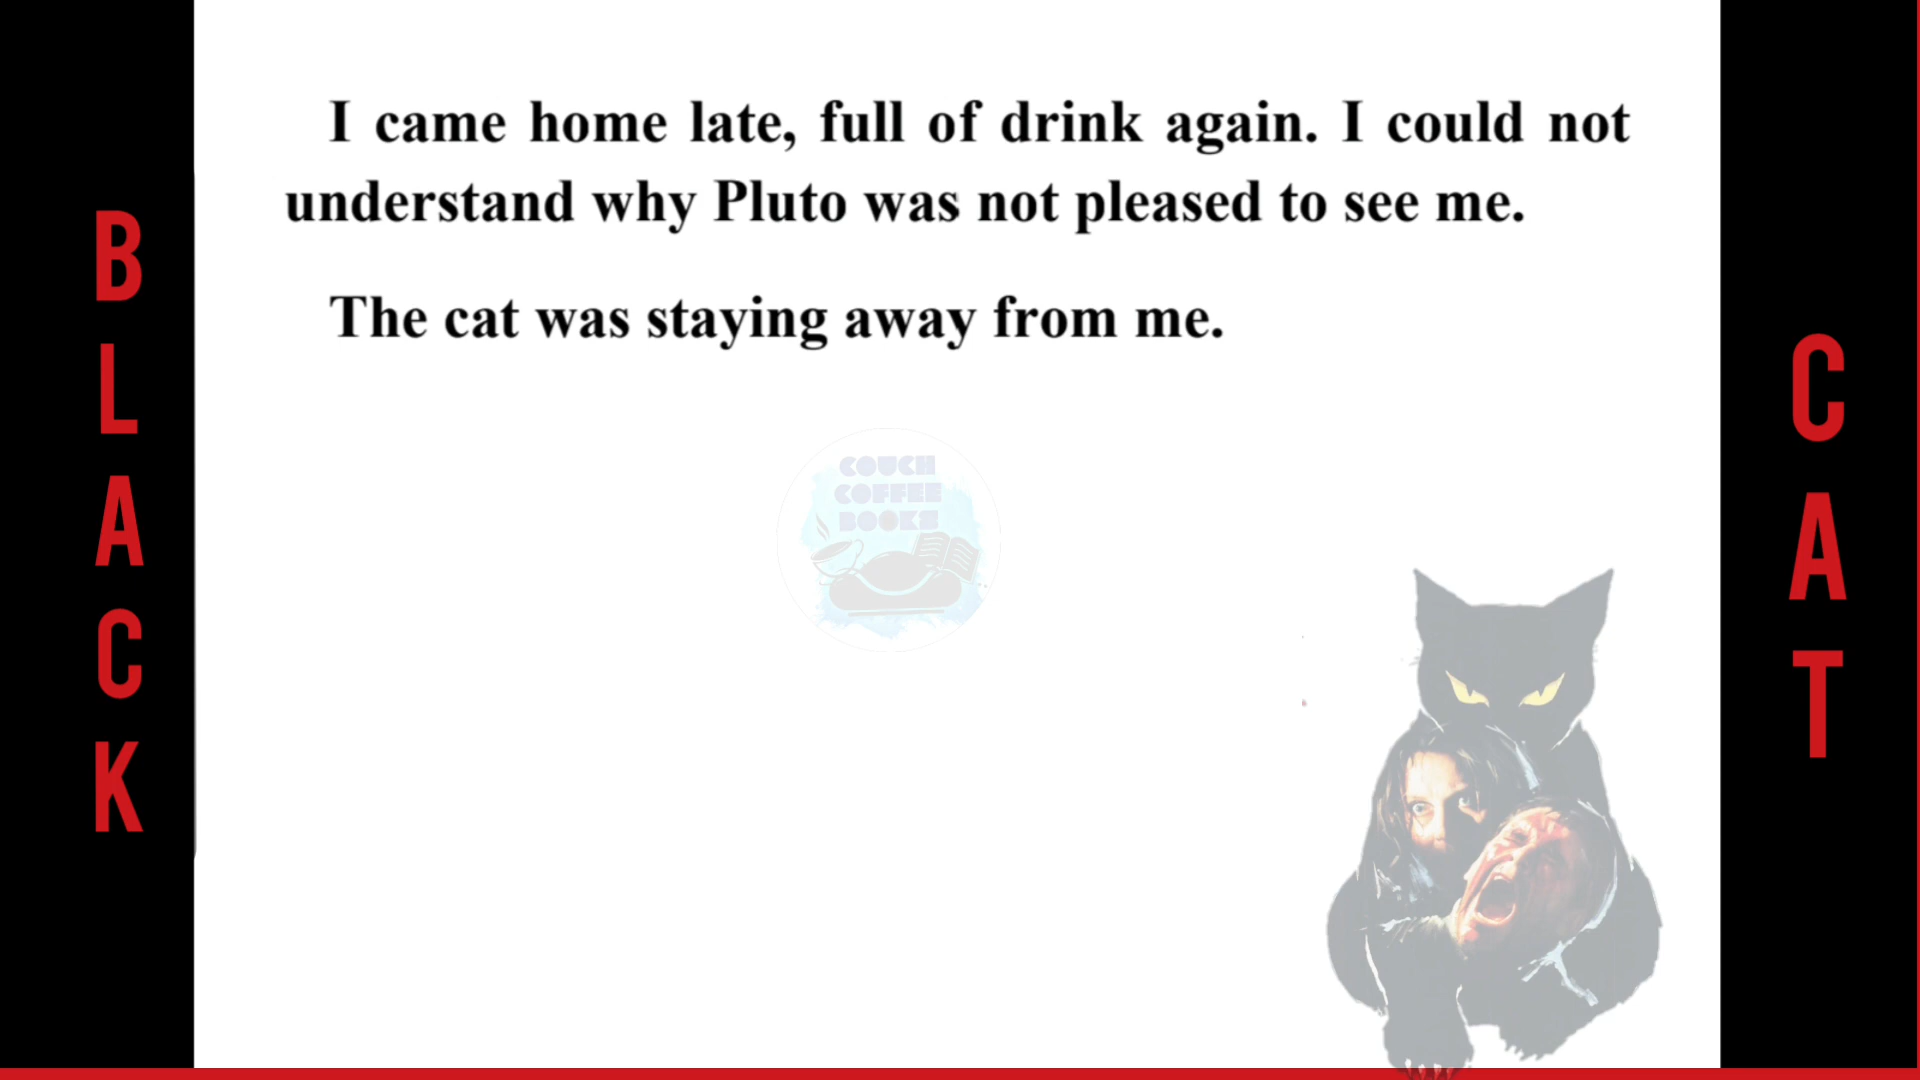 I came home late, full of drink again. I could not
understand why Pluto was not pleased to see me.
The cat was staying away from me.
BLACK
CAT
COUCH
COFFEE
BOOKS